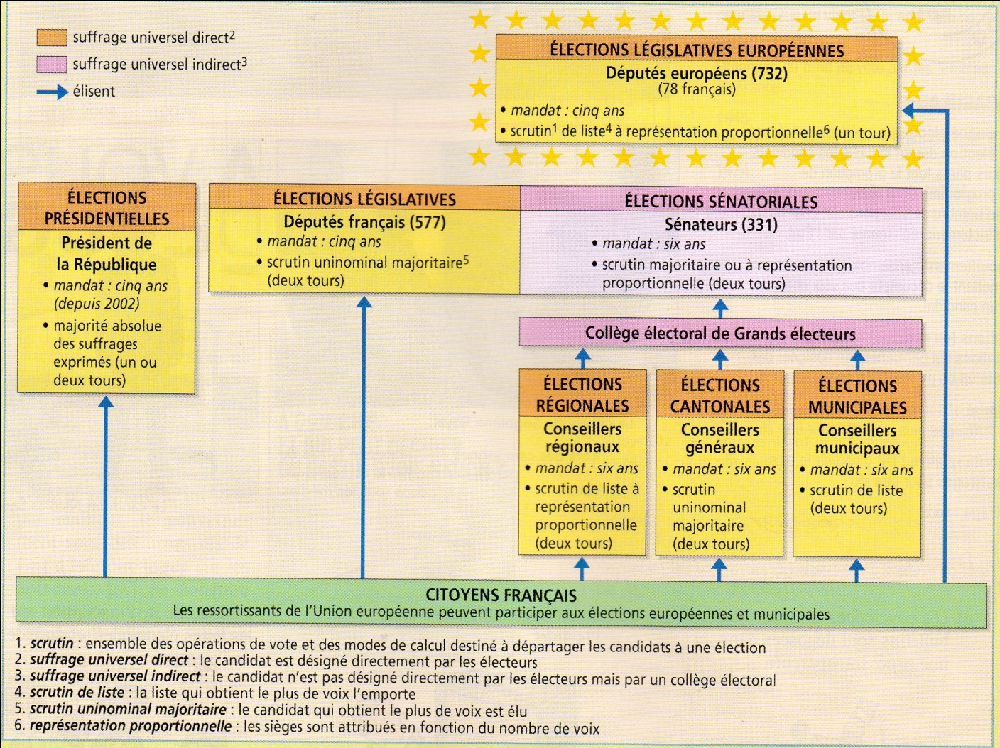 suffrage universel direct2
suffrage universel indirect3
élisent
ÉLECTIONS LÉGISLATIVES EUROPÉENNES
Députés européens (732)
(78 français)
• mandat : cinq ans
• scrutin1 de liste4 à représentation proportionnelle6 (un tour)
ÉLECTIONS
PRÉSIDENTIELLES
Président de
la République
• mandat : cinq ans
(depuis 2002)
• majorité absolue
des suffrages
exprimés (un ou
deux tours)
ÉLECTIONS LÉGISLATIVES
Députés français (577)
• mandat : cinq ans
• scrutin uninominal majoritaire5
(deux tours)
ÉLECTIONS SÉNATORIALES
Sénateurs (331)
• mandat : six ans
• scrutin majoritaire ou à représentation
proportionnelle (deux tours)
Collège électoral de Grands électeurs
ÉLECTIONS
RÉGIONALES
Conseillers
régionaux
• mandat : six ans
• scrutin de liste à
représentation
proportionnelle
(deux tours)
ÉLECTIONS
CANTONALES
Conseillers
généraux
• mandat : six ans
• scrutin
uninominal
majoritaire
(deux tours)
ÉLECTIONS
MUNICIPALES
Conseillers
municipaux
• mandat : six ans
• scrutin de liste
(deux tours)
CITOYENS FRANÇAIS
Les ressortissants de l'Union européenne peuvent participer aux élections européennes et municipales
1. scrutin : ensemble des opérations de vote et des modes de calcul destiné à départager les candidats à une élection
2. suffrage universel direct : le candidat est désigné directement par les électeurs
3. suffrage universel indirect : le candidat n'est pas désigné directement par les électeurs mais par un collège électoral
4. scrutin de liste : la liste qui obtient le plus de voix l'emporte
5. scrutin uninominal majoritaire : le candidat qui obtient le plus de voix est élu
6. représentation proportionnelle : les sièges sont attribués en fonction du nombre de voix